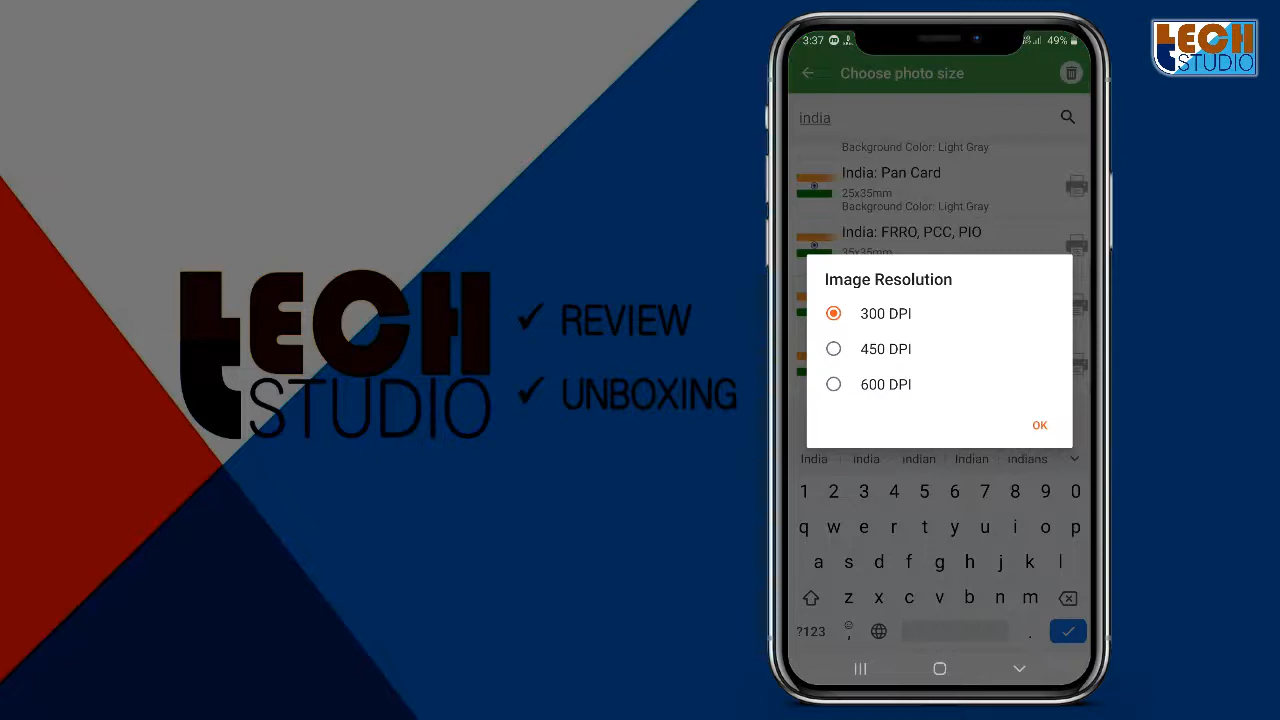 TECH
STUDIO
✓ REVIEW
✓ UNBOXING
TECH
STUDIO
3:37
49%
Choose photo size
india
Background Color: Light Gray
India: Pan Card
25x35mm
Background Color: Light Gray
India: FRRO, PCC, PIO
35x35mm
Image Resolution
300 DPI
450 DPI
600 DPI
OK
India india indian Indian indians
1 2 3 4 5 6 7 8 9 0
q w e r t y u i o p
a s d f g h j k l
z x c v b n m
?123 , .